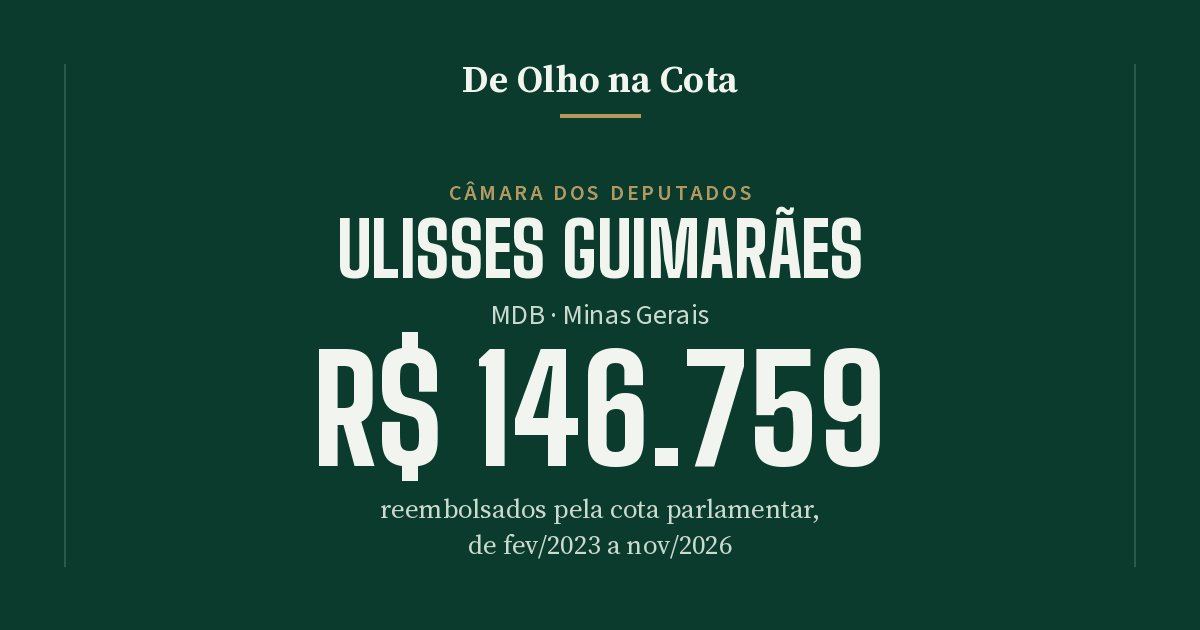 De Olho na Cota
CÂMARA DOS DEPUTADOS
ULISSES GUIMARÃES
MDB · Minas Gerais
R$ 146.759
reembolsados pela cota parlamentar,
de fev/2023 a nov/2026